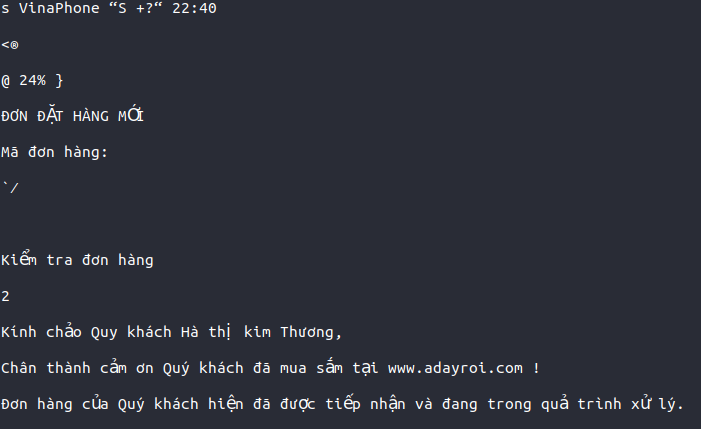 s VinaPhone “S +?“ 22:40
<®
@ 24% }
ĐƠN ĐẶT HÀNG MỚI
Mã đơn hàng:
`/
Kiểm tra đơn hàng
2
Kính chảo Quy khách Hà thị kim Thương,
Chân thành cảm ơn Quý khách đã mua sắm tại www.adayroi.com !
Đơn hàng của Quý khách hiện đã được tiếp nhận và đang trong quả trình xử lý.